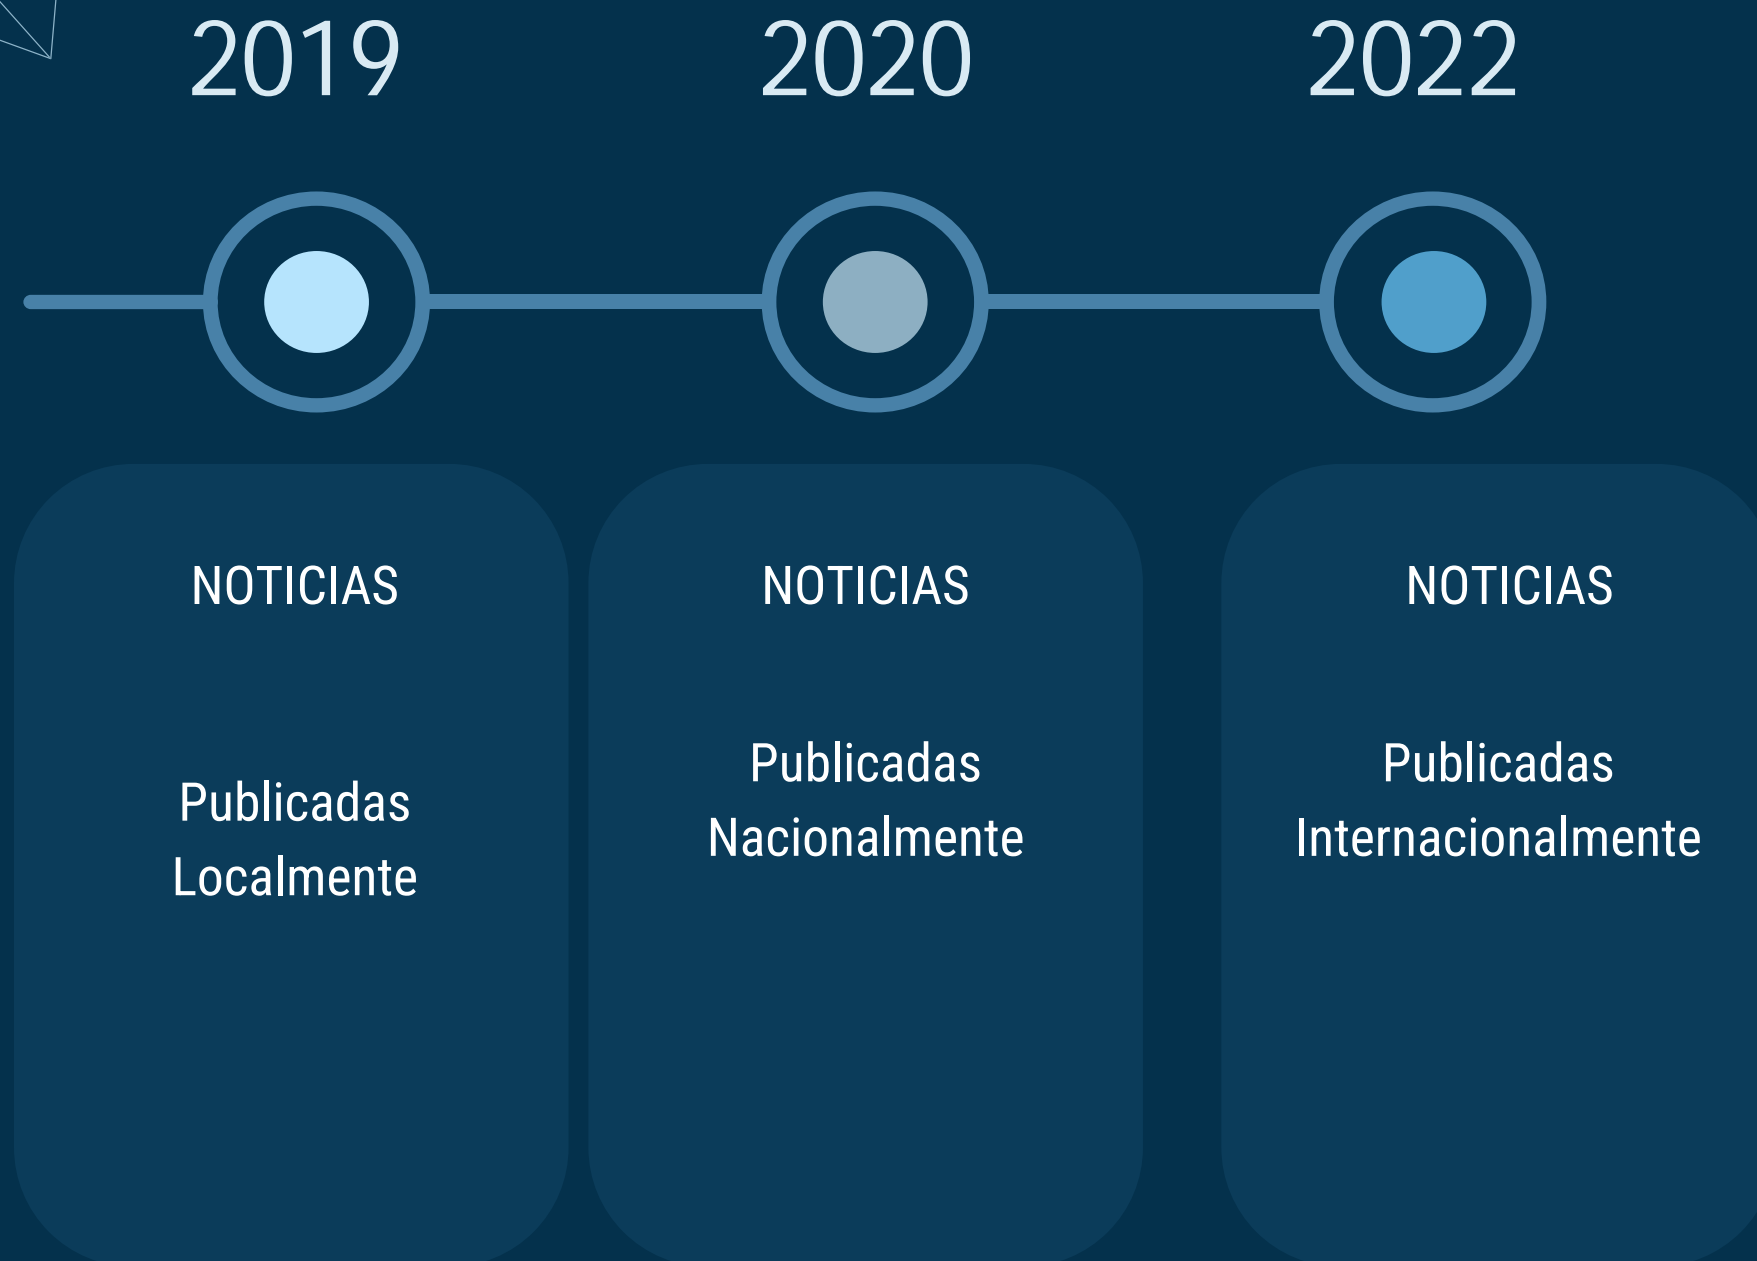 2019
2020
2022
NOTICIAS
Publicadas
Localmente
NOTICIAS
Publicadas
Nacionalmente
NOTICIAS
Publicadas
Internacionalmente